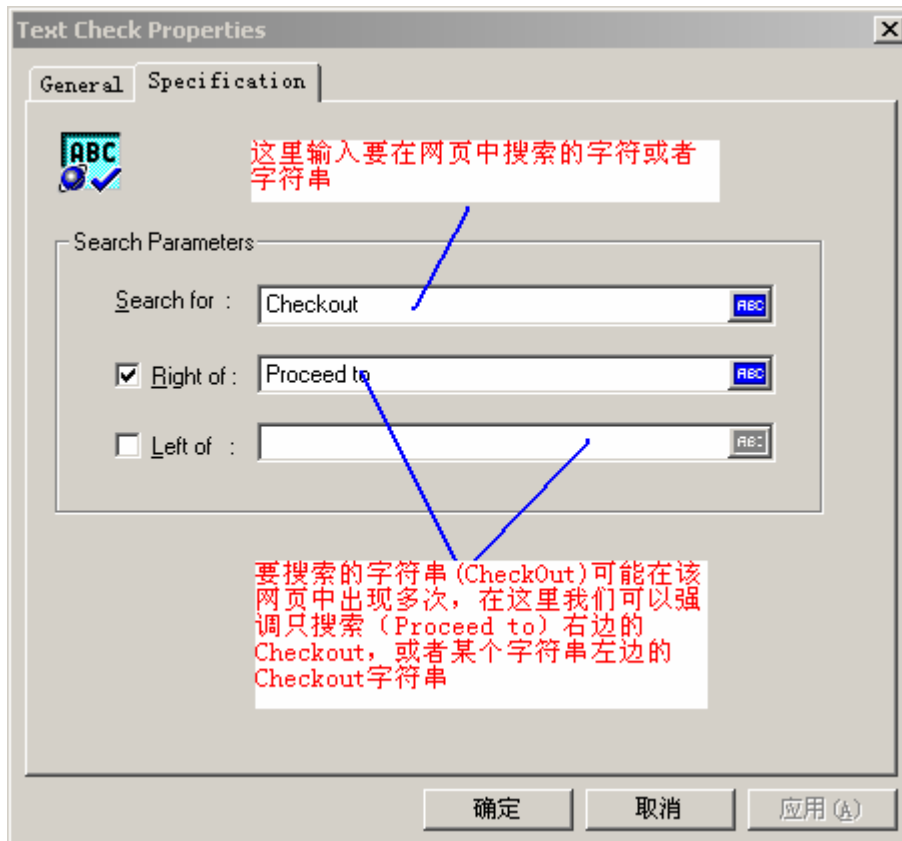 Text Check Properties
General
Specification
ABC
这里输入要在网页中搜索的字符或者
字符串
Search Parameters
Search for : Checkout ABC
Right of : Proceed to ABC
Left of : ABC
要搜索的字符串(CheckOut)可能在该
网页中出现多次，在这里我们可以强
调只搜索（Proceed to）右边的
Checkout，或者某个字符串左边的
Checkout字符串
确定
取消
应用(A)